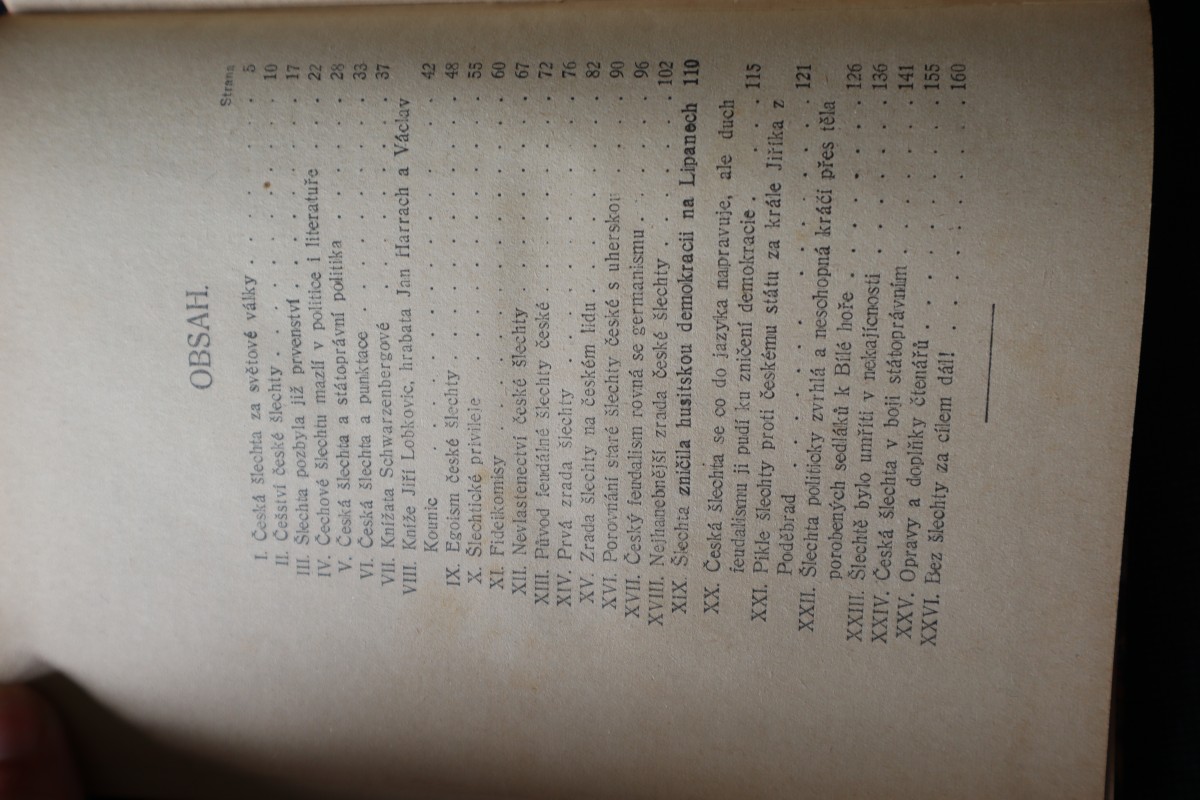 OBSAH.
Strana
I. Česká šlechta za světové války . . . . . . . 5
II. Češství české šlechty . . . . . . . . . 10
III. Šlechta pozbyla již prvenství . . . . . . . 17
IV. Čechové šlechtu mazlí v politice i literatuře . . . 22
V. Česká šlechta a státoprávní politika . . . . . 28
VI. Česká šlechta a punktace . . . . . . . . 33
VII. Knížata Schwarzenbergové . . . . . . . . 37
VIII. Kníže Jiří Lobkovic, hrabata Jan Harrach a Václav
Kounic . . . . . . . . . . . . . 42
IX. Egoism české šlechty . . . . . . . . . 48
X. Šlechtické privileje . . . . . . . . . . 55
XI. Fideikomisy . . . . . . . . . . . . 60
XII. Nevlastenectví české šlechty . . . . . . . 67
XIII. Původ feudálné šlechty české . . . . . . . 72
XIV. Prvá zrada šlechty . . . . . . . . . . 76
XV. Zrada šlechty na českém lidu . . . . . . . 82
XVI. Porovnání staré šlechty české s uherskou . . . 90
XVII. Český feudalism rovná se germanismu . . . . 96
XVIII. Nejhanebnější zrada české šlechty . . . . . 102
XIX. Šlechta zničila husitskou demokracii na Lipanech 110
XX. Česká šlechta se co do jazyka napravuje, ale duch
feudalismu ji pudí ku zničení demokracie . . . . 115
XXI. Pikle šlechty proti českému státu za krále Jiříka z
Poděbrad . . . . . . . . . . . . 121
XXII. Šlechta politicky zvrhlá a neschopná kráčí přes těla
porobených sedláků k Bílé hoře . . . . . . 126
XXIII. Šlechtě bylo umříti v nekajícnosti . . . . . . 136
XXIV. Česká šlechta v boji státoprávním . . . . . . 141
XXV. Opravy a doplňky čtenářů . . . . . . . . 155
XXVI. Bez šlechty za cílem dál! . . . . . . . . 160